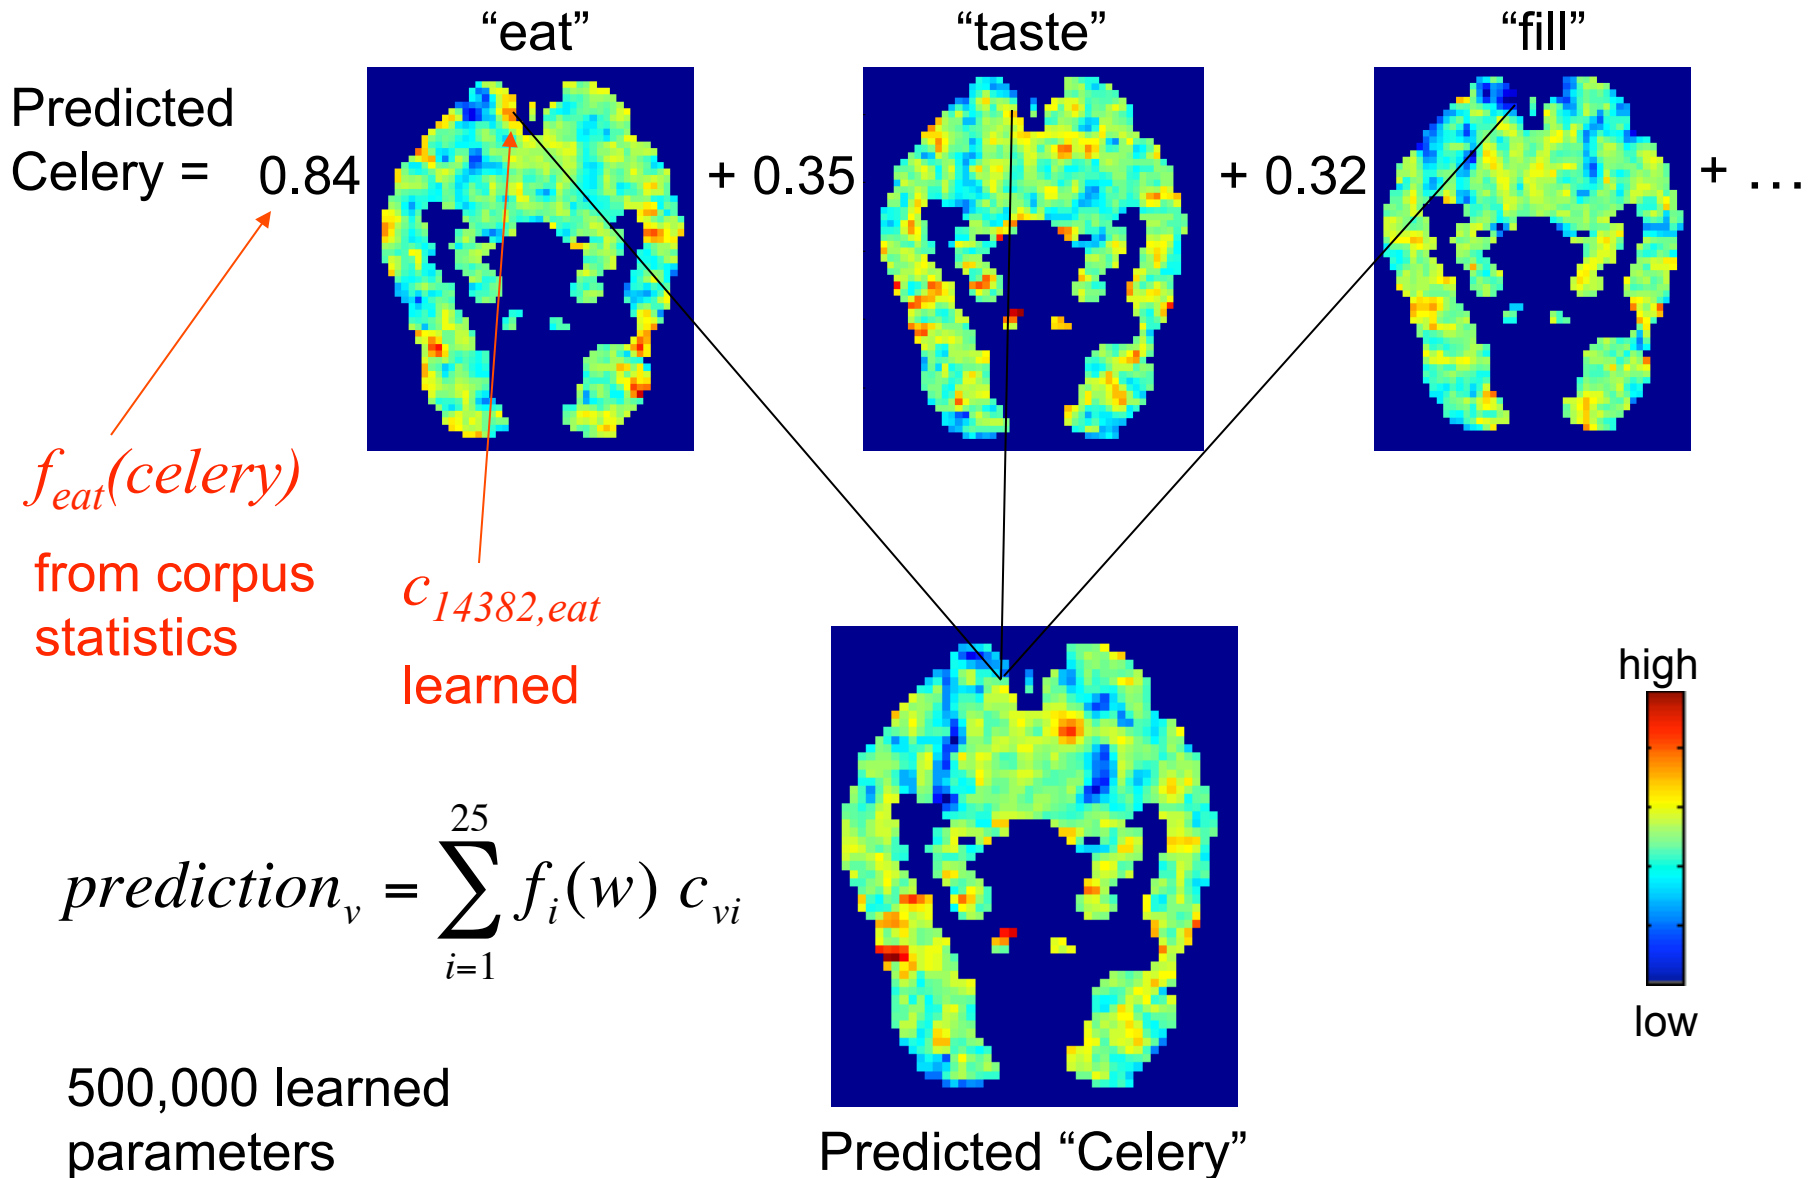 “eat” “taste” “fill”
Predicted
Celery = 0.84 + 0.35 + 0.32 + …
f_eat(celery)
from corpus
statistics
c_14382,eat
learned
high
low
prediction_v = ∑_{i=1}^{25} f_i(w) c_vi
500,000 learned
parameters
Predicted “Celery”